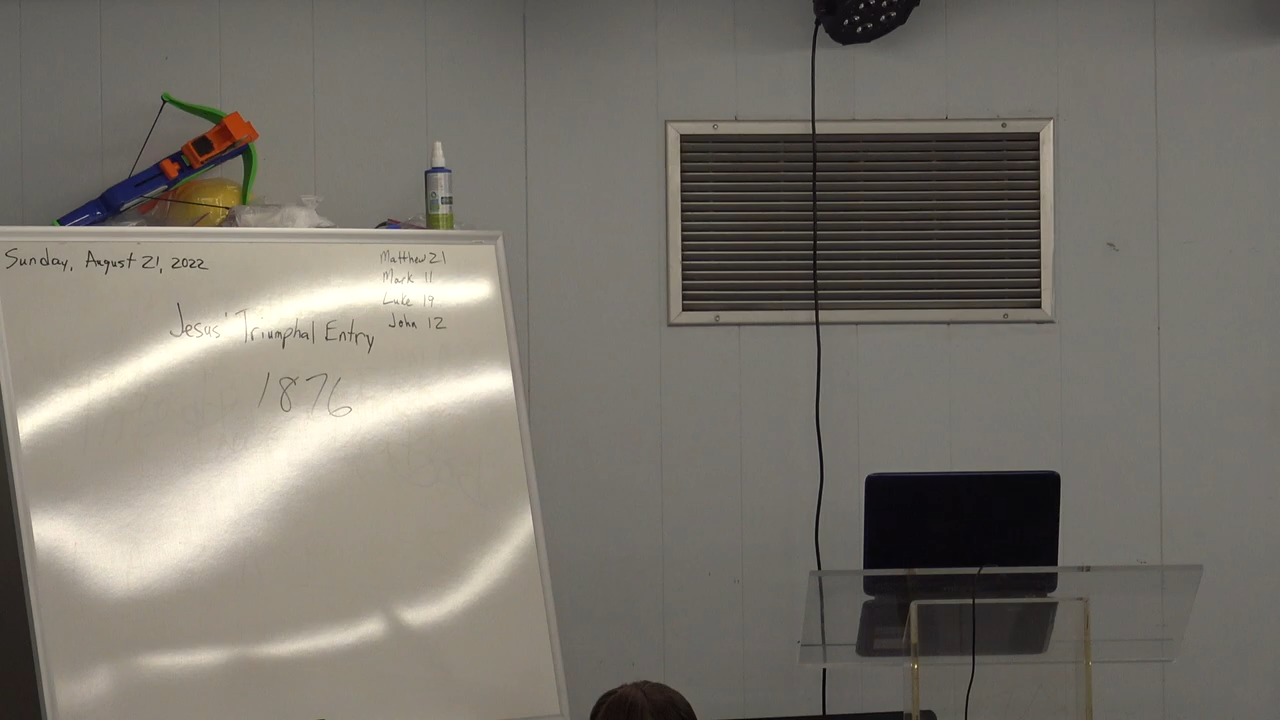 Sunday, August 21, 2022
Matthew 21
Mark 11
Luke 19
John 12
Jesus' Triumphal Entry
1876